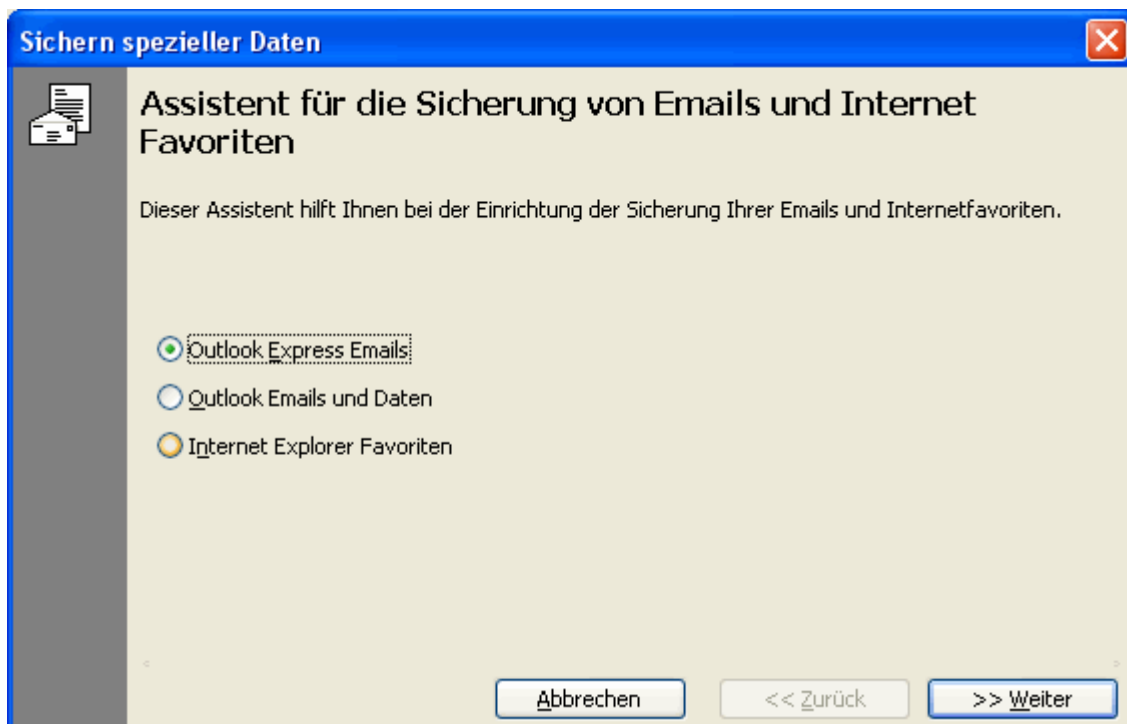 Sichern spezieller Daten
Assistent für die Sicherung von Emails und Internet
Favoriten
Dieser Assistent hilft Ihnen bei der Einrichtung der Sicherung Ihrer Emails und Internetfavoriten.
Outlook Express Emails
Outlook Emails und Daten
Internet Explorer Favoriten
Abbrechen
<< Zurück
>> Weiter